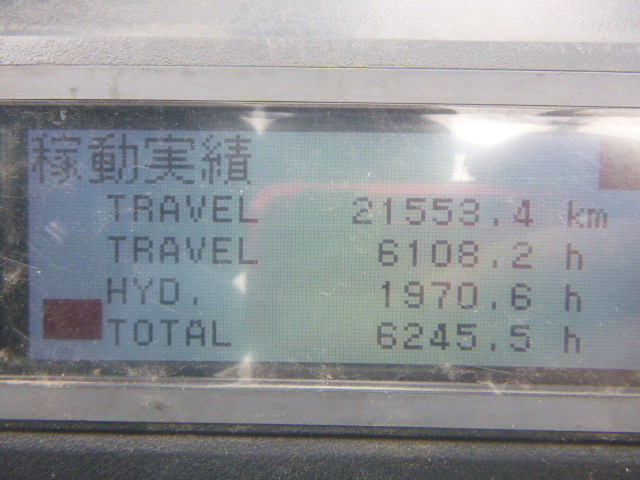 稼動実績
TRAVEL 21553.4 km
TRAVEL 6108.2 h
HYD. 1970.6 h
TOTAL 6245.5 h